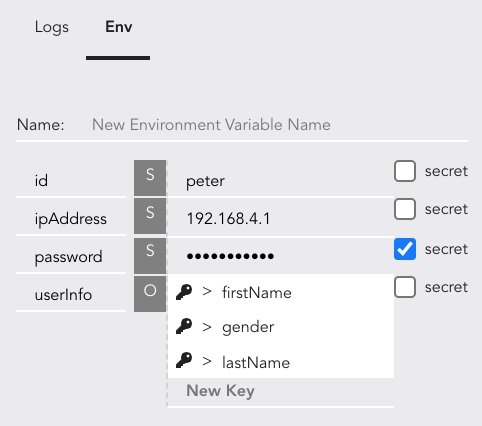 Logs Env
Name: New Environment Variable Name
id S peter secret
ipAddress S 192.168.4.1 secret
password S ••••••••••• secret
userInfo O > firstName secret
> gender
> lastName
New Key